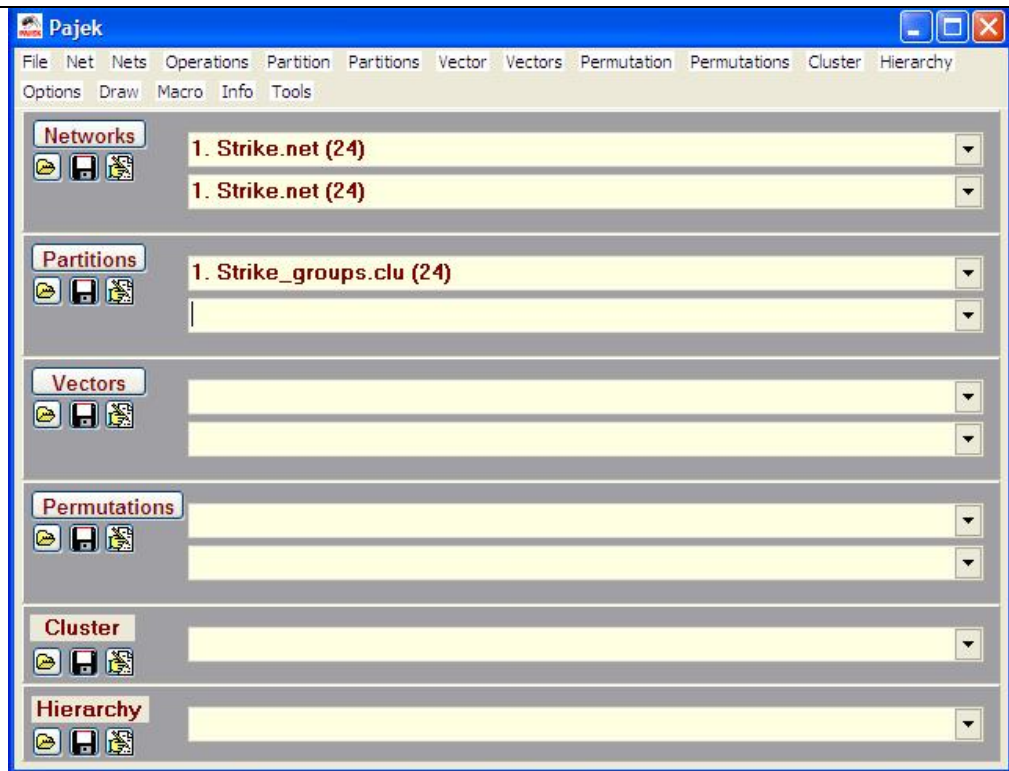 Pajek
File Net Nets Operations Partition Partitions Vector Vectors Permutation Permutations Cluster Hierarchy
Options Draw Macro Info Tools
Networks
1. Strike.net (24)
1. Strike.net (24)
Partitions
1. Strike_groups.clu (24)
Vectors
Permutations
Cluster
Hierarchy